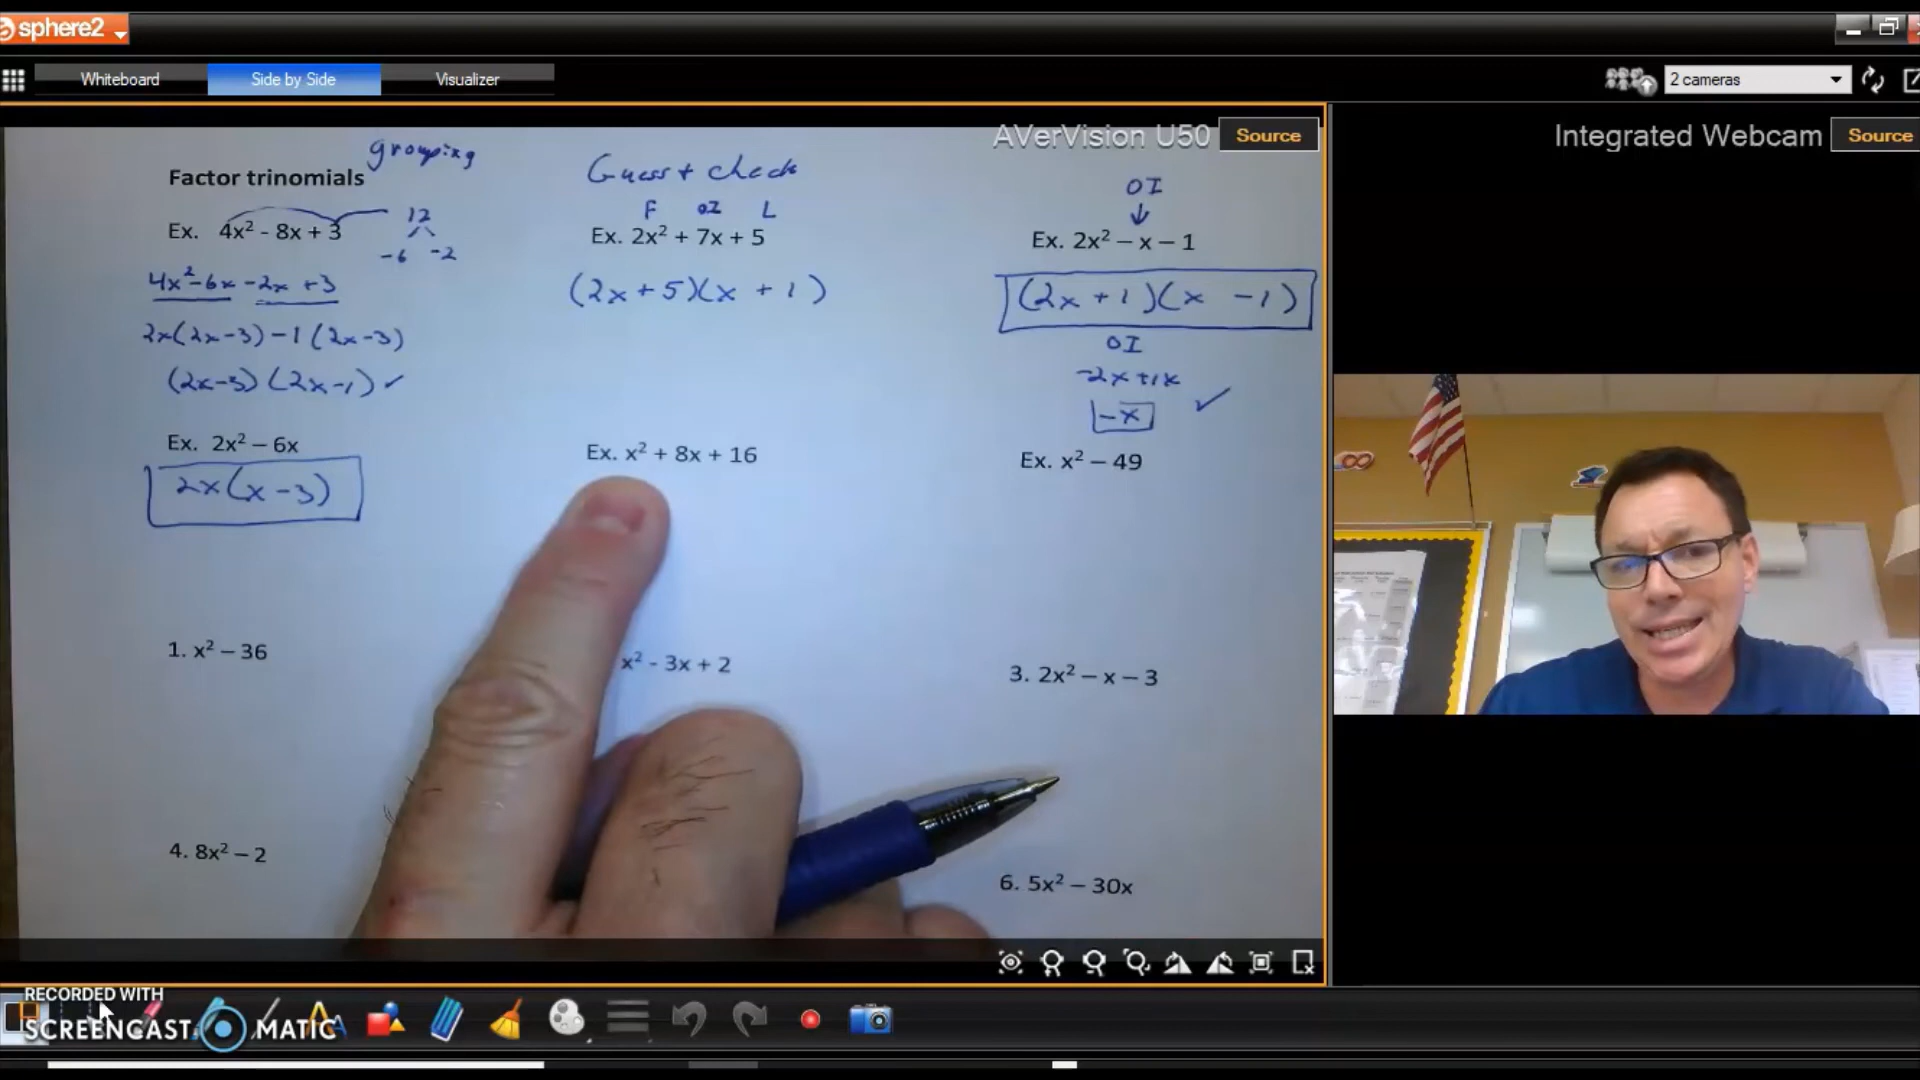 sphere2
Whiteboard
Side by Side
Visualizer
2 cameras
AVerVision U50
Source
Integrated Webcam
Source
Factor trinomials
grouping
Ex. 4x² - 8x + 3
12
-6 -2
4x² -6x -2x +3
2x(2x-3) -1(2x-3)
(2x-3)(2x-1) ✓
Guess + check
F OI L
Ex. 2x² + 7x + 5
(2x+5)(x +1)
OI
↓
Ex. 2x² – x – 1
(2x +1)(x -1)
OI
-2x +1x
-x ✓
Ex. 2x² – 6x
2x(x-3)
Ex. x² + 8x + 16
Ex. x² – 49
1. x² – 36
x² - 3x + 2
3. 2x² – x – 3
4. 8x² – 2
6. 5x² – 30x
RECORDED WITH
SCREENCAST MATIC